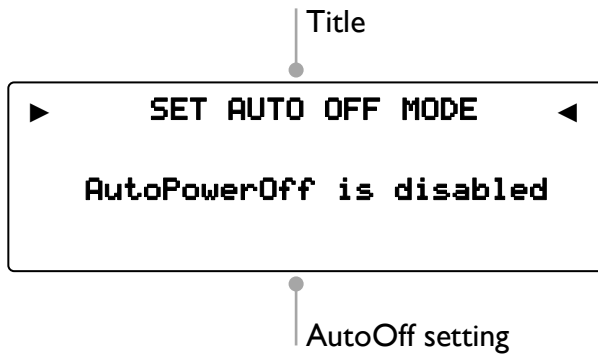 Title
► SET AUTO OFF MODE ◄
AutoPowerOff is disabled
AutoOff setting